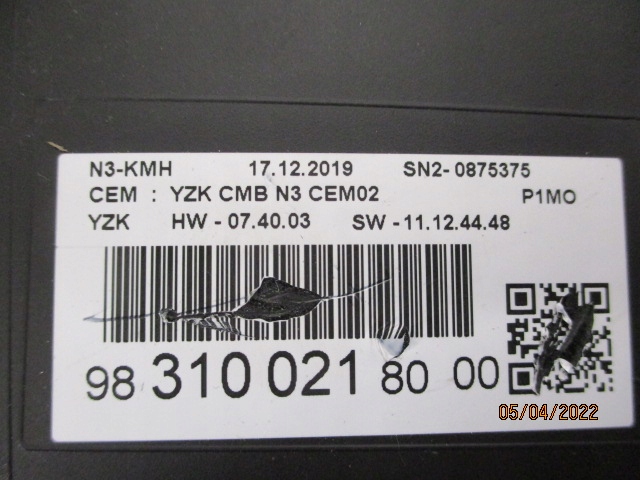 N3-KMH 17.12.2019 SN2- 0875375
CEM : YZK CMB N3 CEM02 P1MO
YZK HW - 07.40.03 SW - 11.12.44.48
98 310 021 80 00
05/04/2022